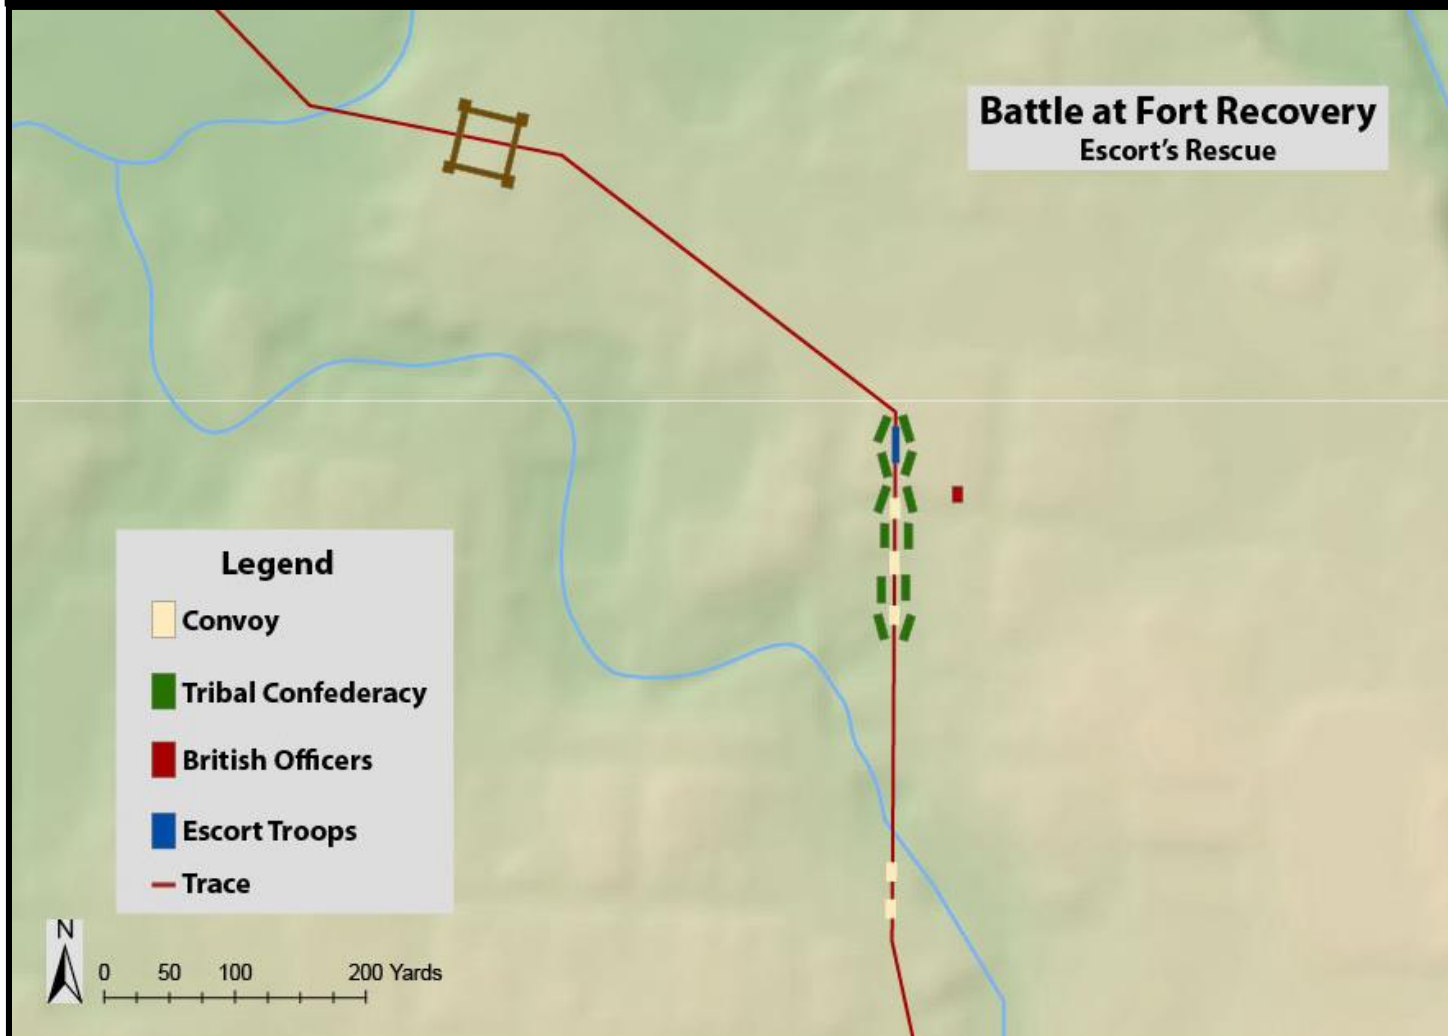 Battle at Fort Recovery
Escort's Rescue
Legend
Convoy
Tribal Confederacy
British Officers
Escort Troops
Trace
N
0 50 100 200 Yards